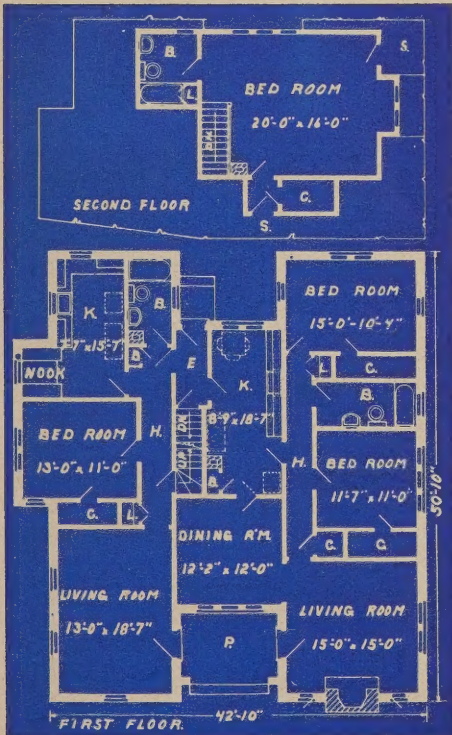 B.
S.
BED ROOM
20'-0" x 16'-0"
L.
DN.
C.
SECOND FLOOR
S.
BED ROOM
15'-0"-10'-4"
B.
K.
7'-7" x 15'-7"
E
L
C.
NOOK
B
K.
8'-9" x 18'-7"
B.
BED ROOM
13'-0" x 11'-0"
H.
DN.
UP
H.
BED ROOM
11'-7" x 11'-0"
B.
50'-10"
C.
L.
DINING R'M.
12'-2" x 12'-0"
C
C.
LIVING ROOM
13'-0" x 18'-7"
P.
LIVING ROOM
15'-0" x 15'-0"
42'-10"
FIRST FLOOR.